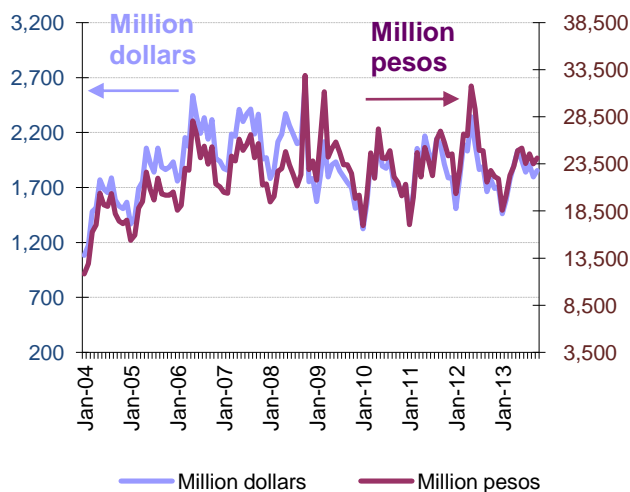 3,200
2,700
2,200
1,700
1,200
700
200
Million
dollars
Million
pesos
38,500
33,500
28,500
23,500
18,500
13,500
8,500
3,500
Jan-04
Jan-05
Jan-06
Jan-07
Jan-08
Jan-09
Jan-10
Jan-11
Jan-12
Jan-13
Million dollars
Million pesos